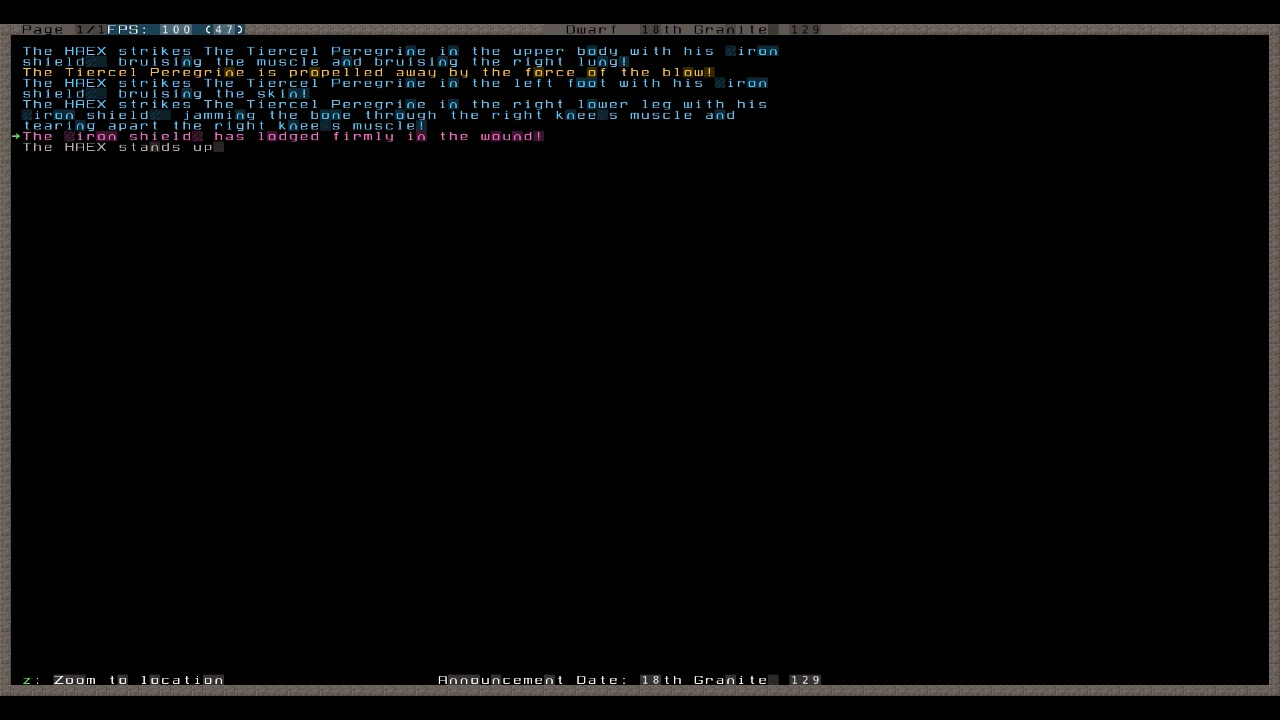 Page 1/1 FPS: 100 (47) Dwarf 18th Granite 129
The HAEX strikes The Tiercel Peregrine in the upper body with his iron
shield bruising the muscle and bruising the right lung!
The Tiercel Peregrine is propelled away by the force of the blow!
The HAEX strikes The Tiercel Peregrine in the left foot with his iron
shield bruising the skin!
The HAEX strikes The Tiercel Peregrine in the right lower leg with his
iron shield jamming the bone through the right knee s muscle and
tearing apart the right knee s muscle!
The iron shield has lodged firmly in the wound!
The HAEX stands up
z: Zoom to location Announcement Date: 18th Granite 129